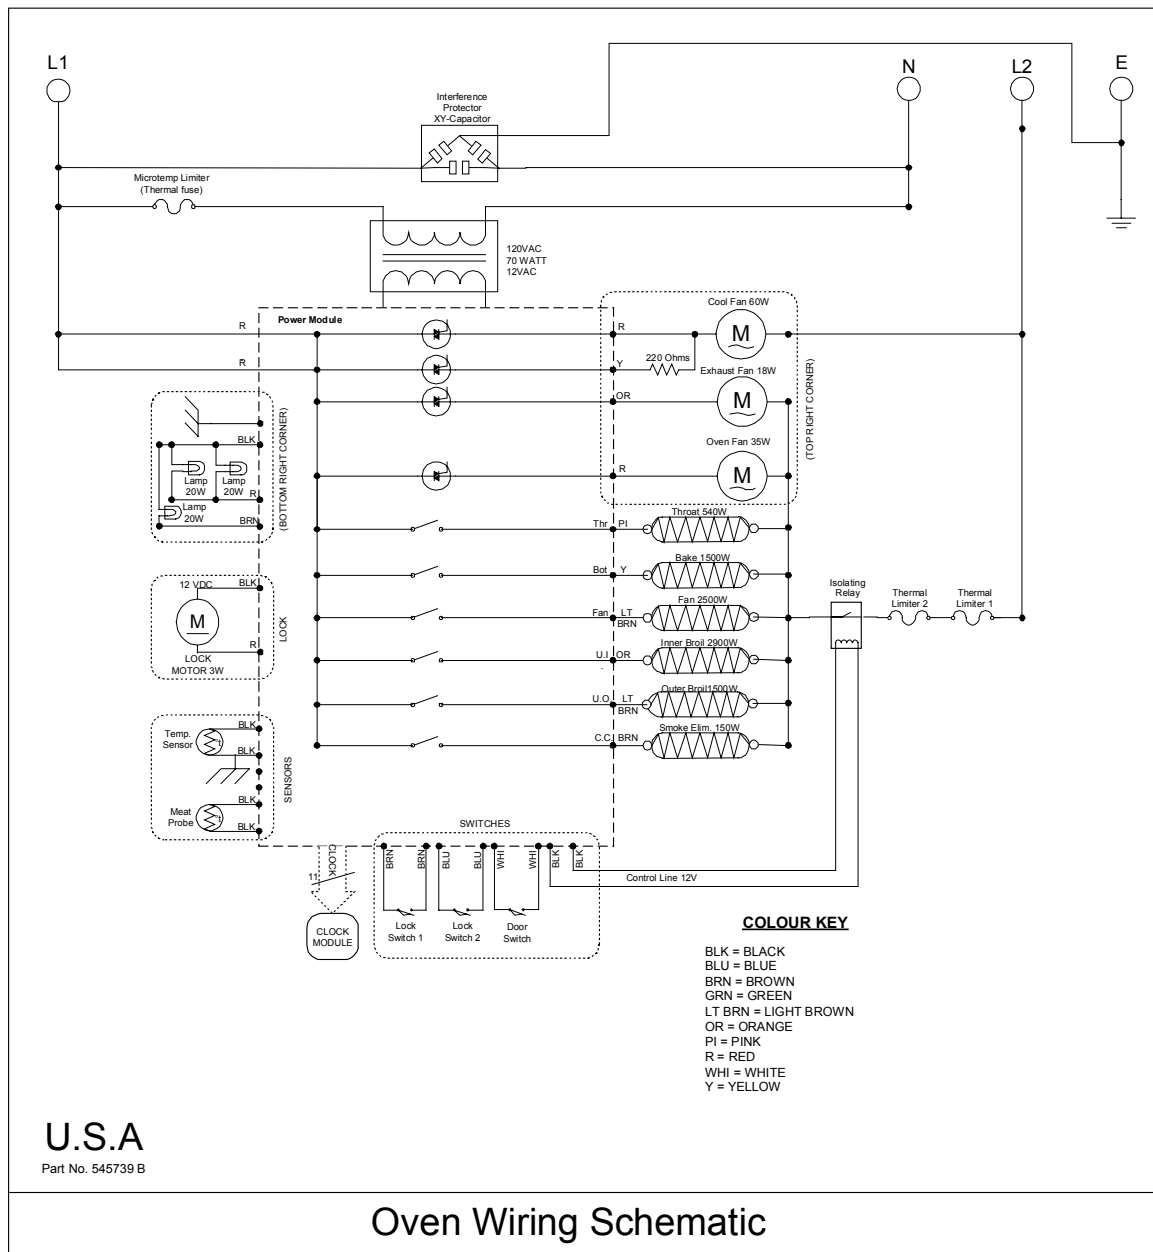 L1
N
L2
E
Interference
Protector
XY-Capacitor
Microtemp Limiter
(Thermal fuse)
120VAC
70 WATT
12VAC
Power Module
R
R
R
Y
OR
R
220 Ohms
Cool Fan 60W
M
Exhaust Fan 18W
M
Oven Fan 35W
M
(TOP RIGHT CORNER)
BLK
R
BRN
Lamp
20W
Lamp
20W
Lamp
20W
(BOTTOM RIGHT CORNER)
Thr PI
Throat 540W
Bot Y
Bake 1500W
Fan LT
BRN
Fan 2500W
U.I OR
Inner Broil 2900W
U.O. LT
BRN
Outer Broil1500W
C.C. BRN
Smoke Elim. 150W
Isolating
Relay
Thermal
Limiter 2
Thermal
Limiter 1
12 VDC
BLK
M
R
LOCK
MOTOR 3W
LOCK
Temp.
Sensor
t
BLK
BLK
Meat
Probe
t
BLK
BLK
SENSORS
CLOCK
11
CLOCK
MODULE
SWITCHES
BRN
BRN
BLU
BLU
WHI
WHI
BLK
BLK
Control Line 12V
Lock
Switch 1
Lock
Switch 2
Door
Switch
COLOUR KEY
BLK = BLACK
BLU = BLUE
BRN = BROWN
GRN = GREEN
LT BRN = LIGHT BROWN
OR = ORANGE
PI = PINK
R = RED
WHI = WHITE
Y = YELLOW
U.S.A
Part No. 545739 B
Oven Wiring Schematic